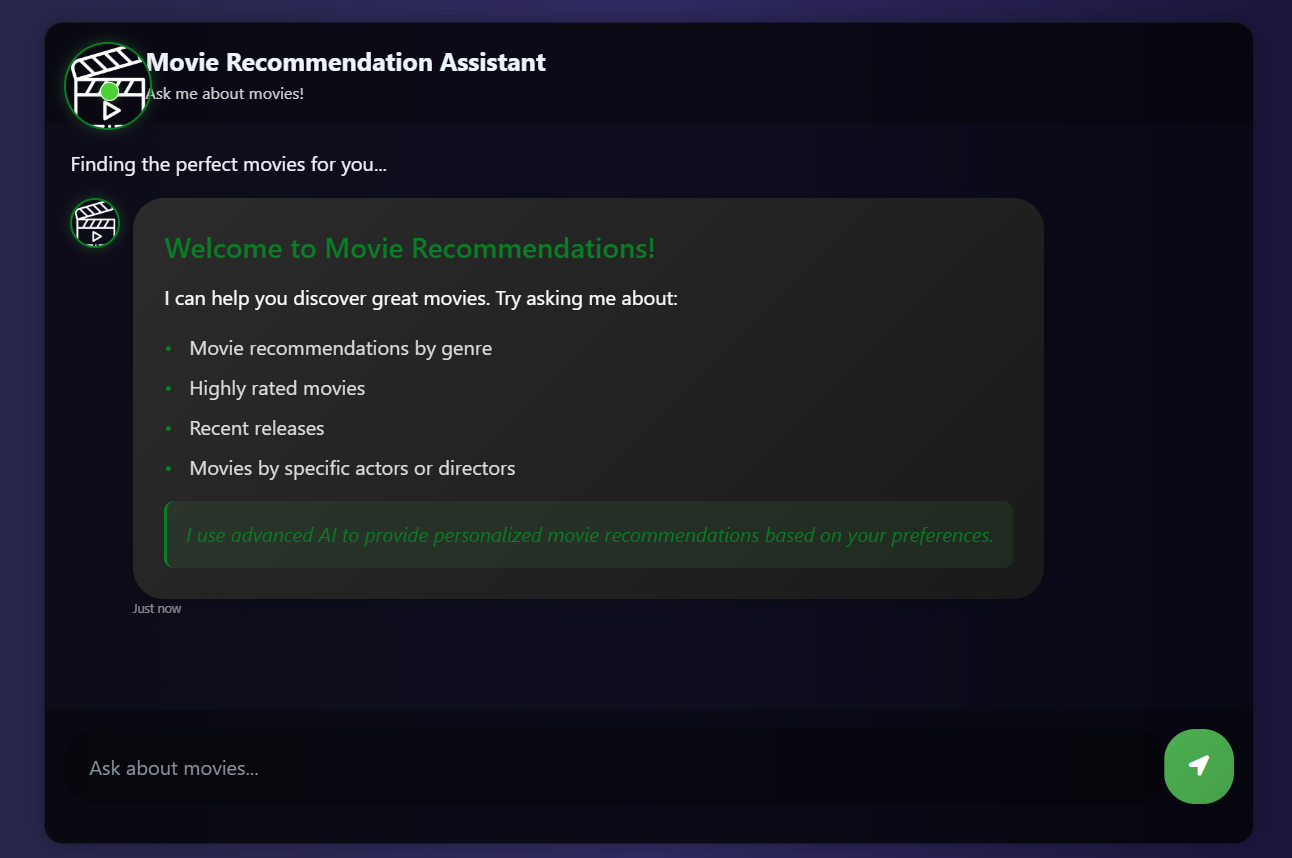 Movie Recommendation Assistant
Ask me about movies!
Finding the perfect movies for you...
Welcome to Movie Recommendations!
I can help you discover great movies. Try asking me about:
• Movie recommendations by genre
• Highly rated movies
• Recent releases
• Movies by specific actors or directors
I use advanced AI to provide personalized movie recommendations based on your preferences.
Just now
Ask about movies...